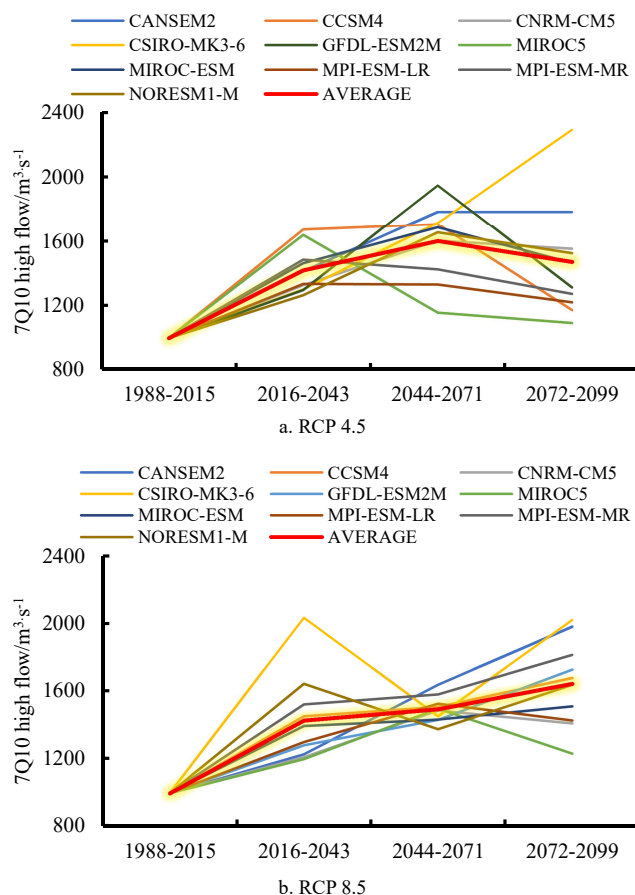 CANSEM2 CCSM4 CNRM-CM5
CSIRO-MK3-6 GFDL-ESM2M MIROC5
MIROC-ESM MPI-ESM-LR MPI-ESM-MR
NORESM1-M AVERAGE
7Q10 high flow/m³·s⁻¹
2400
2000
1600
1200
800
1988-2015 2016-2043 2044-2071 2072-2099
a. RCP 4.5
CANSEM2 CCSM4 CNRM-CM5
CSIRO-MK3-6 GFDL-ESM2M MIROC5
MIROC-ESM MPI-ESM-LR MPI-ESM-MR
NORESM1-M AVERAGE
7Q10 high flow/m³·s⁻¹
2400
2000
1600
1200
800
1988-2015 2016-2043 2044-2071 2072-2099
b. RCP 8.5